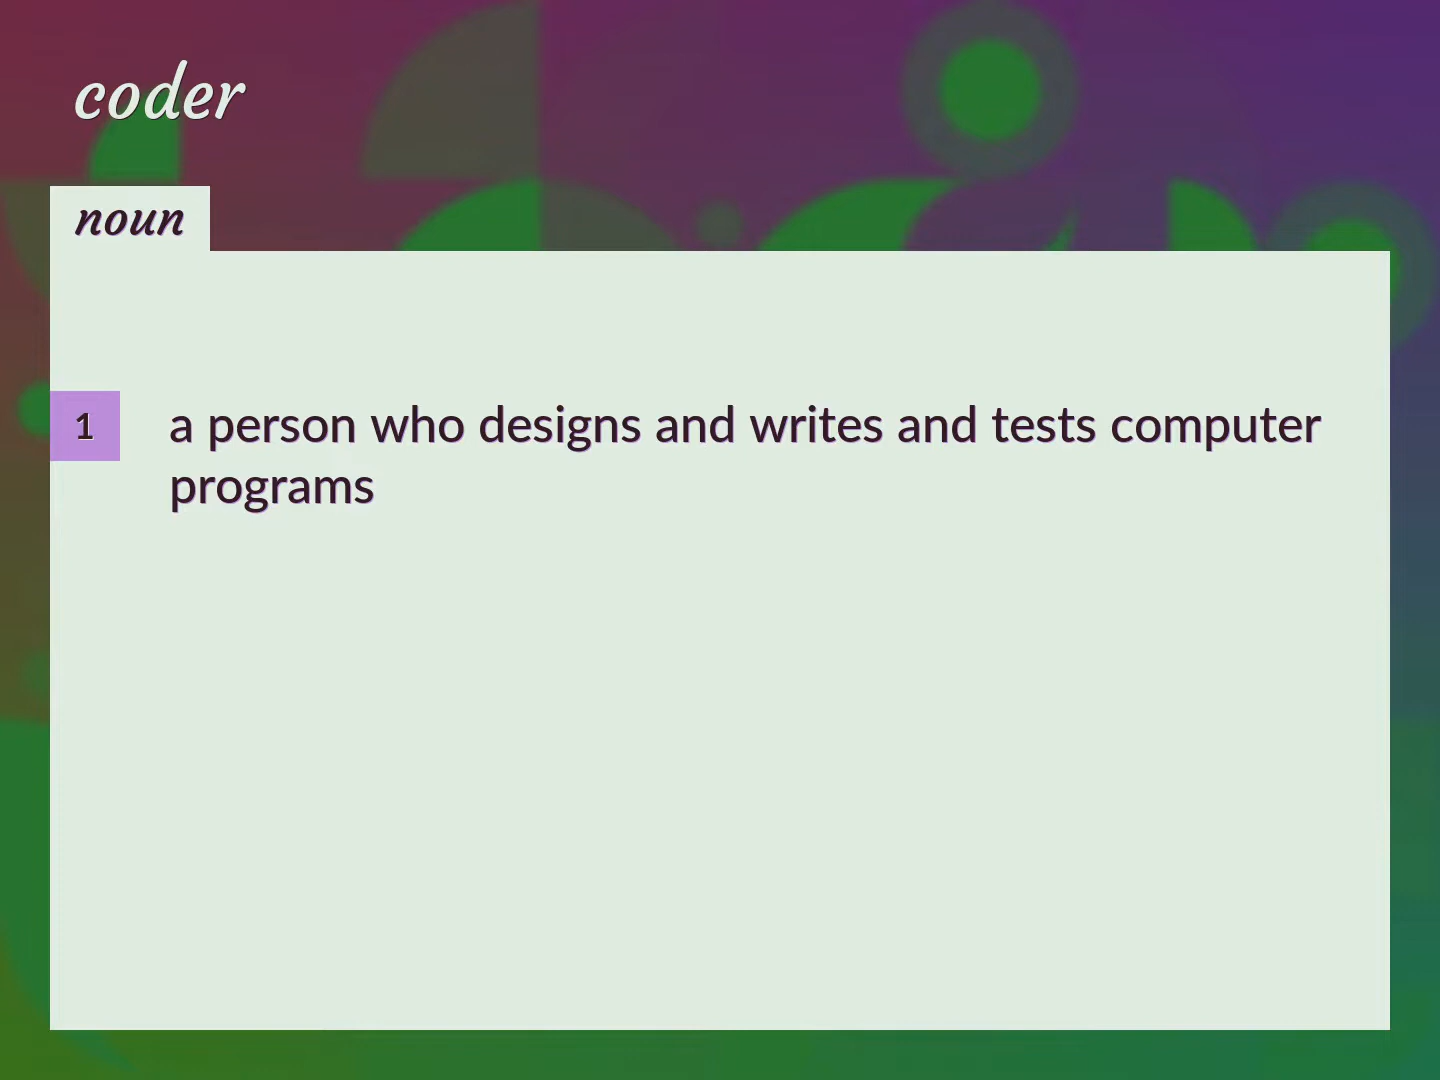 coder
noun
1 a person who designs and writes and tests computer
programs